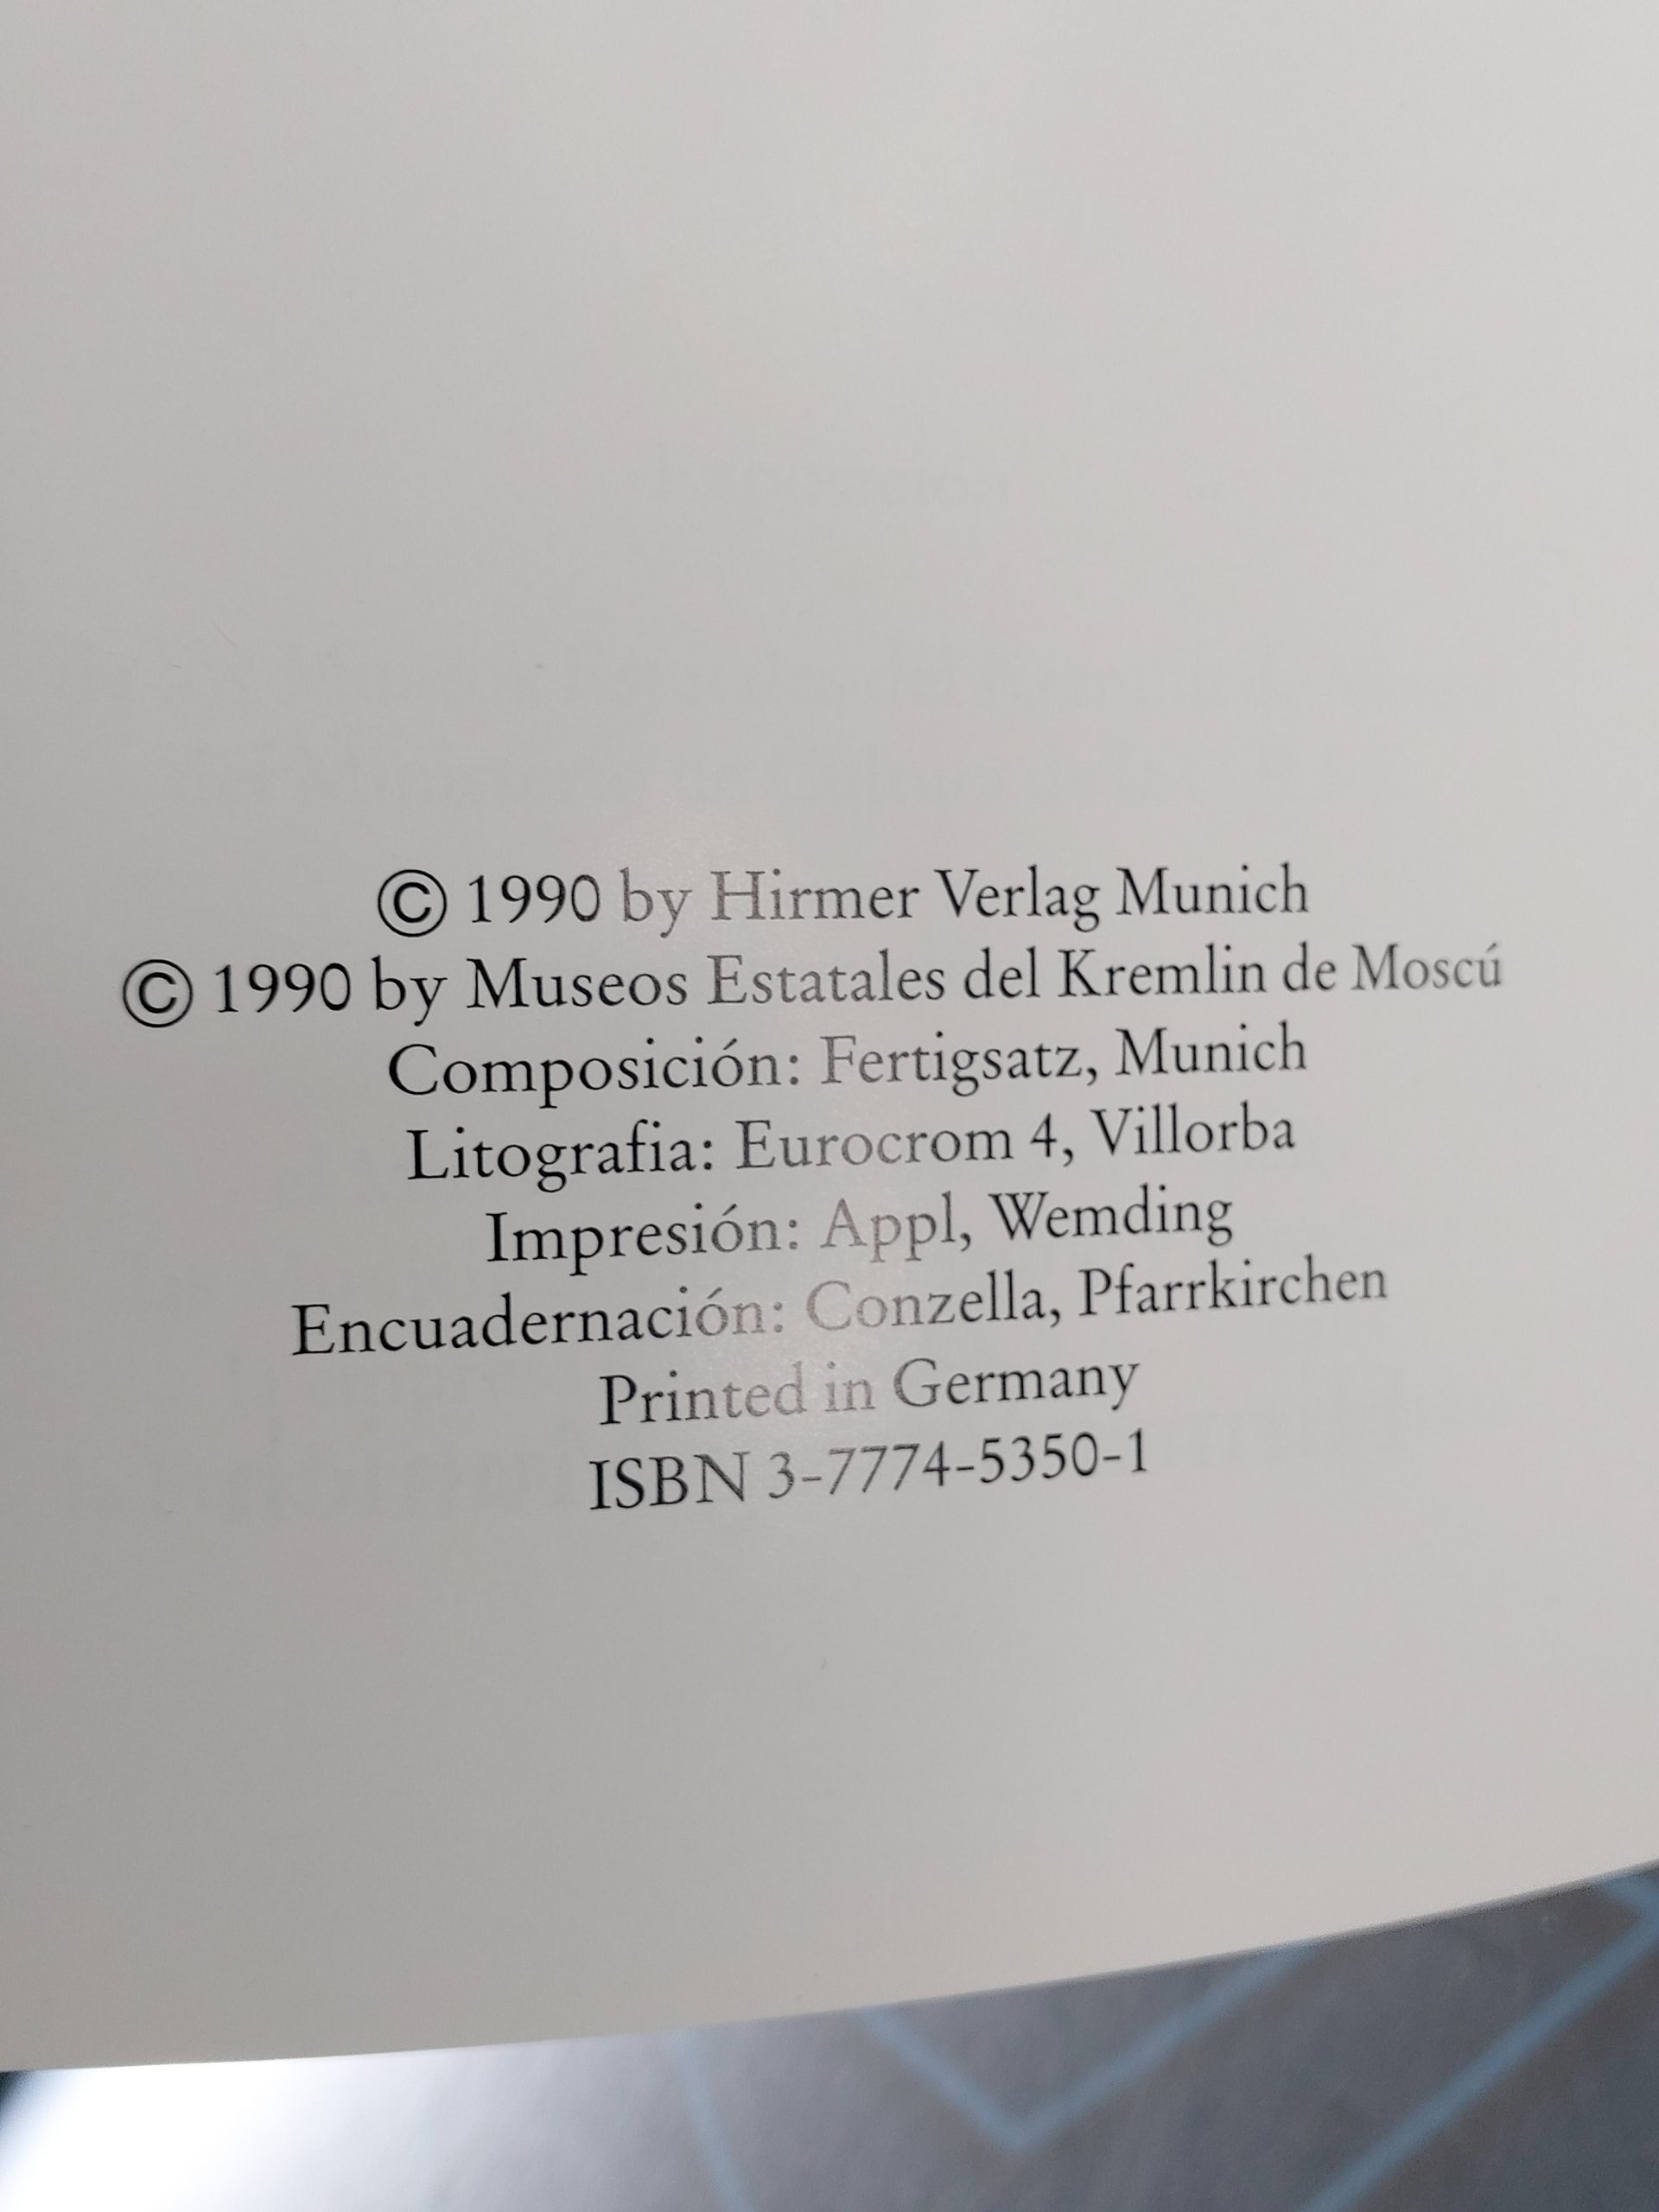 © 1990 by Hirmer Verlag Munich
© 1990 by Museos Estatales del Kremlin de Moscú
Composición: Fertigsatz, Munich
Litografia: Eurocrom 4, Villorba
Impresión: Appl, Wemding
Encuadernación: Conzella, Pfarrkirchen
Printed in Germany
ISBN 3-7774-5350-1